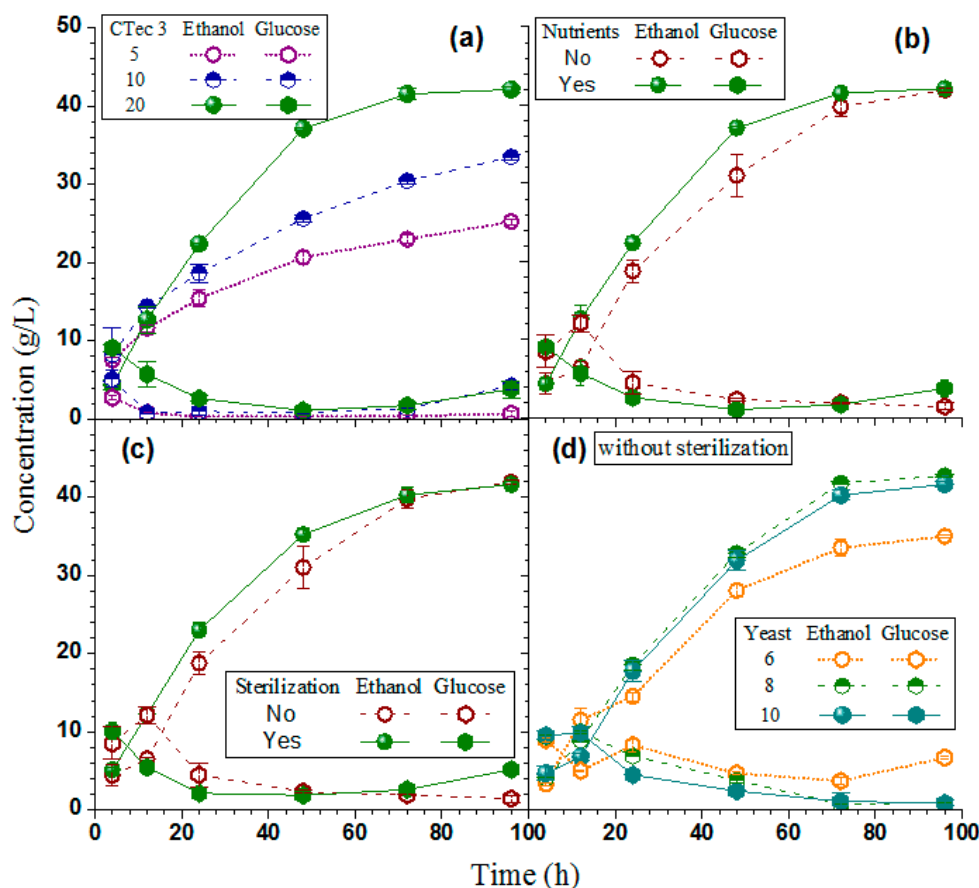 50
CTec 3 Ethanol Glucose
5
10
20
(a)
Nutrients Ethanol Glucose
No
Yes
(b)
40
30
20
10
0
Concentration (g/L)
(c)
(d) without sterilization
40
30
20
10
0
Sterilization Ethanol Glucose
No
Yes
Yeast Ethanol Glucose
6
8
10
0 20 40 60 80 100
20 40 60 80 100
Time (h)